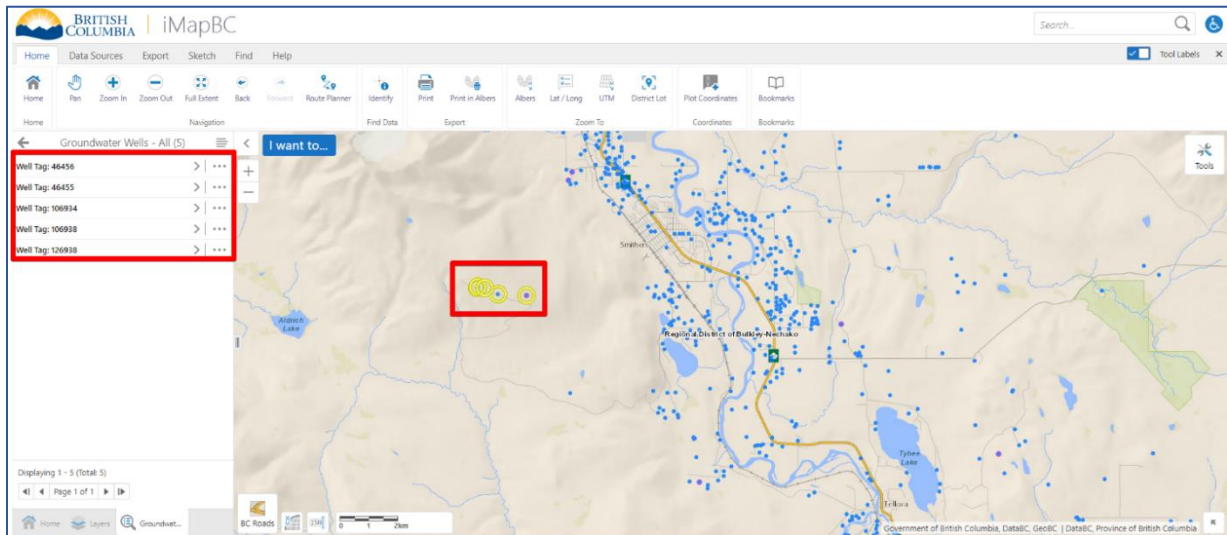 BRITISH
COLUMBIA
iMapBC
Search...
Home Data Sources Export Sketch Find Help
Tool Labels
Home Pan Zoom In Zoom Out Full Extent Back Forward Route Planner Identify Print Print in Albers Albers Lat / Long UTM District Lot Plot Coordinates Bookmarks
Home Navigation Find Data Export Zoom To Coordinates Bookmarks
Groundwater Wells - All (5)
Well Tag: 46456
Well Tag: 46455
Well Tag: 106934
Well Tag: 106938
Well Tag: 126938
Displaying 1 - 5 (Total: 5)
Page 1 of 1
Home Layers Groundwat...
I want to...
Tools
Smithers
Aldrich
Lake
Regional District of Bulkley-Nechako
Tyhee
Lake
Telkwa
BC Roads
0 1 2km
Government of British Columbia, DataBC, GeoBC | DataBC, Province of British Columbia